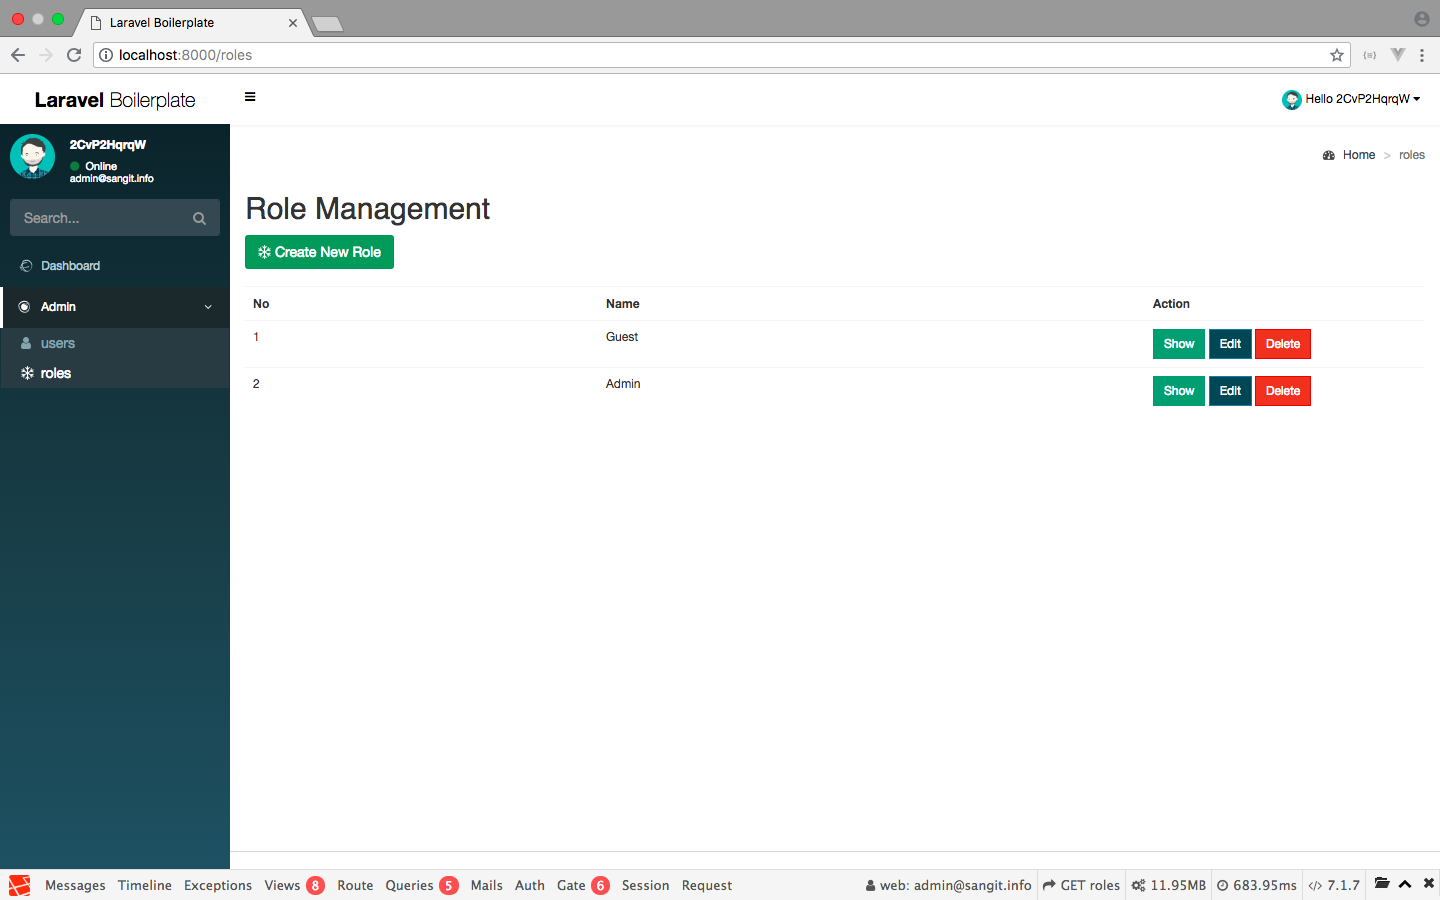 Laravel Boilerplate
localhost:8000/roles
Laravel Boilerplate
Hello 2CvP2HqrqW
2CvP2HqrqW
Online
admin@sangit.info
Home > roles
Search...
Role Management
Create New Role
Dashboard
Admin
users
roles
No Name Action
1 Guest Show Edit Delete
2 Admin Show Edit Delete
Messages Timeline Exceptions Views 8 Route Queries 5 Mails Auth Gate 6 Session Request web: admin@sangit.info GET roles 11.95MB 683.95ms 7.1.7